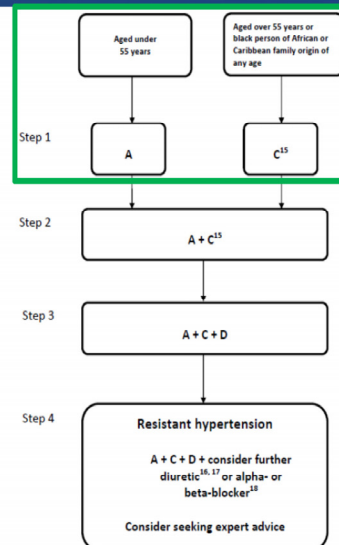 Aged under
55 years
Aged over 55 years or
black person of African or
Caribbean family origin of
any age
Step 1
A
C¹⁵
Step 2
A + C¹⁵
Step 3
A + C + D
Step 4
Resistant hypertension
A + C + D + consider further
diuretic¹⁶, ¹⁷ or alpha- or
beta-blocker¹⁸
Consider seeking expert advice